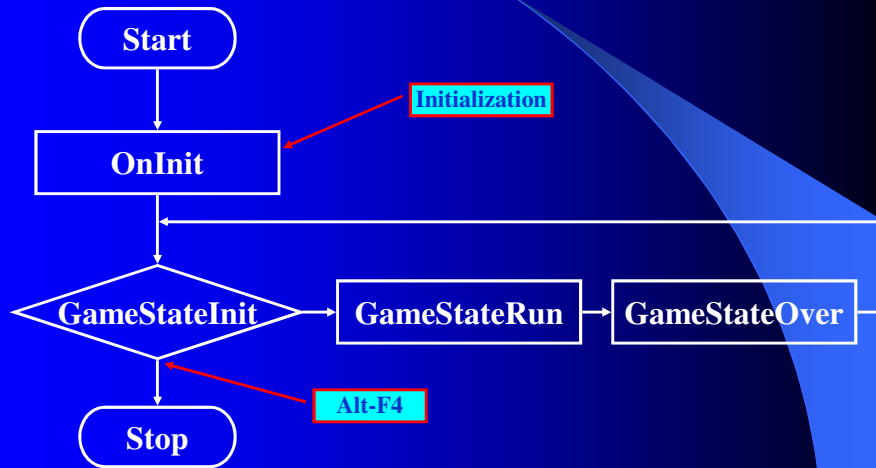 Start
Initialization
OnInit
GameStateInit
GameStateRun
GameStateOver
Alt-F4
Stop